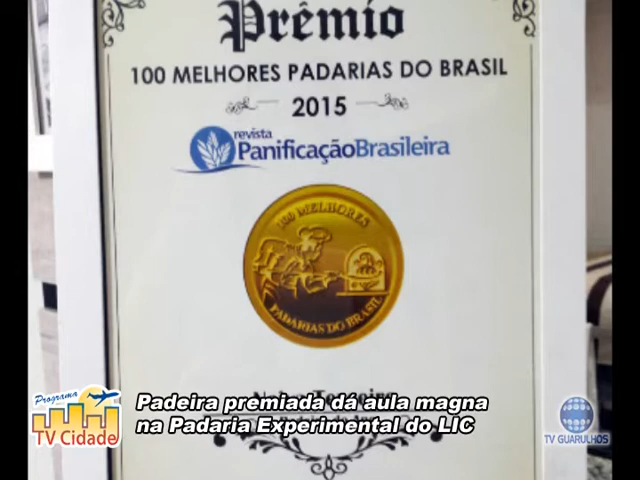 Prêmio
100 MELHORES PADARIAS DO BRASIL
2015
revista
PanificaçãoBrasileira
100 MELHORES
PADARIAS DO BRASIL
Padeira premiada dá aula magna
na Padaria Experimental do LIC
Programa
TV Cidade
TV GUARULHOS